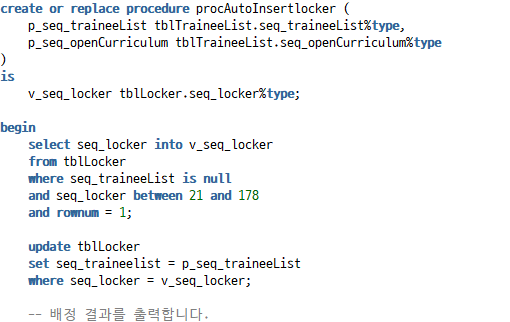 create or replace procedure procAutoInsertlocker (
    p_seq_traineeList tblTraineeList.seq_traineeList%type,
    p_seq_openCurriculum tblTraineeList.seq_openCurriculum%type
)
is
    v_seq_locker tblLocker.seq_locker%type;
begin
    select seq_locker into v_seq_locker
    from tblLocker
    where seq_traineeList is null
    and seq_locker between 21 and 178
    and rownum = 1;
    update tblLocker
    set seq_traineelist = p_seq_traineeList
    where seq_locker = v_seq_locker;
    -- 배정 결과를 출력합니다.